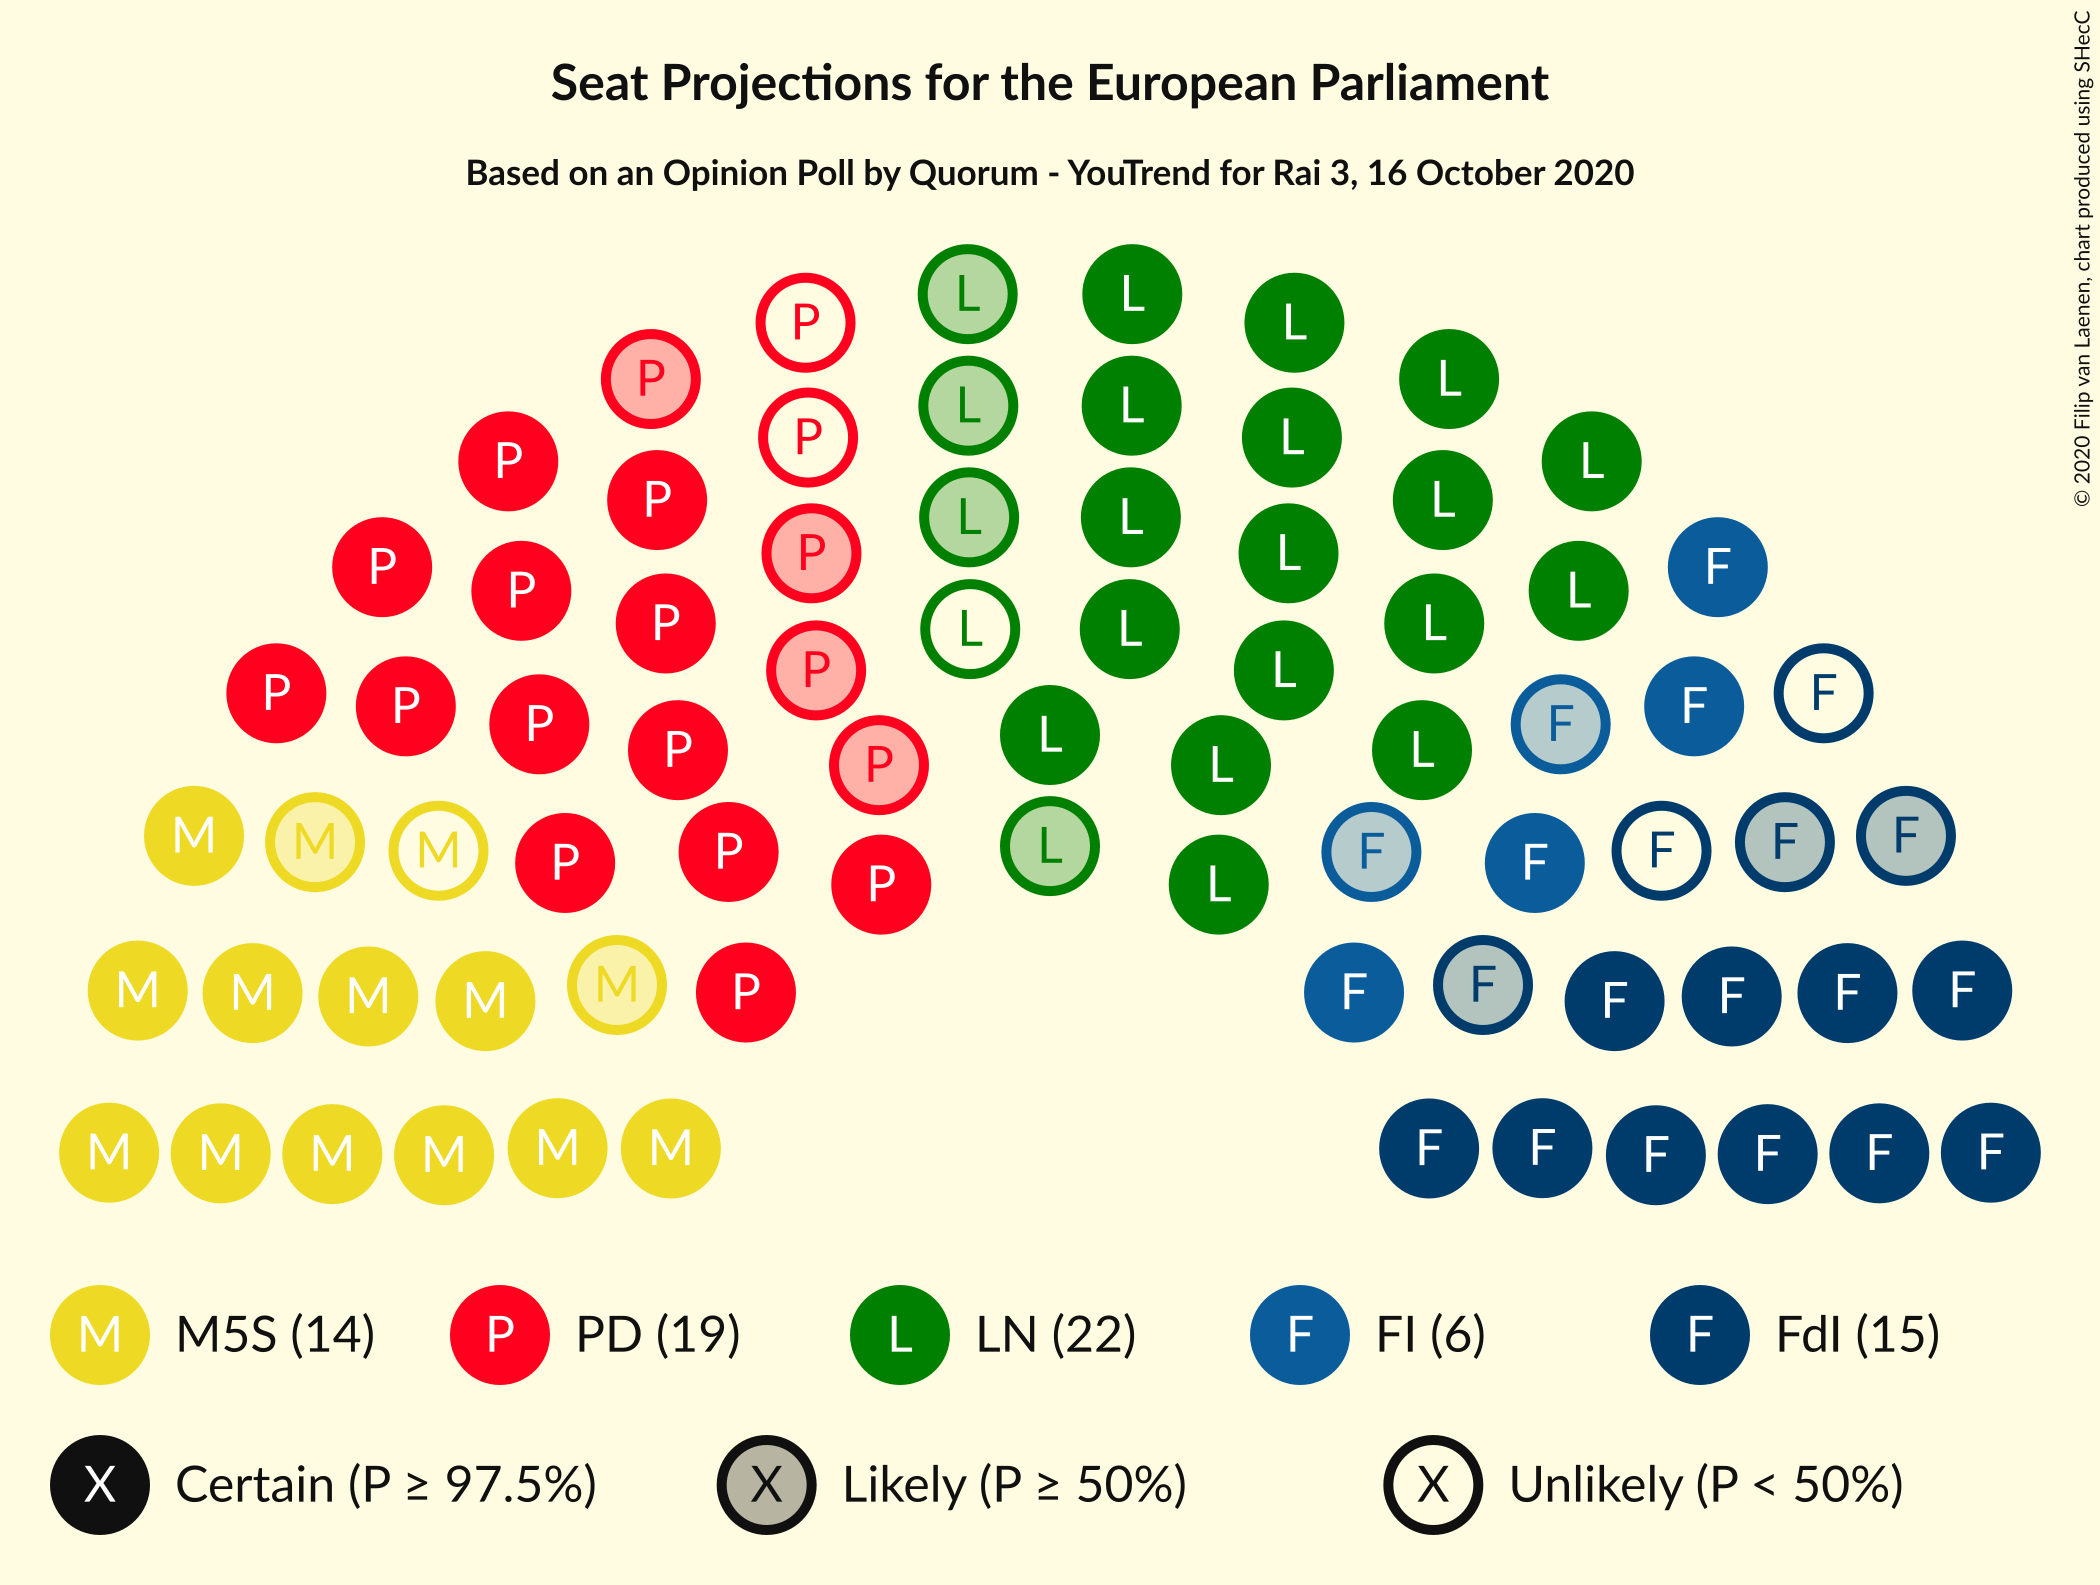 Seat Projections for the European Parliament
Based on an Opinion Poll by Quorum - YouTrend for Rai 3, 16 October 2020
© 2020 Filip van Laenen, chart produced using SHecC
L L
P L
P L
L L
P L
P L
P L
P P L L
L L
P L
P F
P L
P L
L L
P L
P F
P P F F
P F
L
P L
P L
M F
M F
L
M P F F
P F
P L
M P F F
M M F F
M M F F
M F
M M F F
M M F F
M M F F
M M F F
M M5S (14) P PD (19) L LN (22) F FI (6) F FdI (15)
X Certain (P ≥ 97.5%) X Likely (P ≥ 50%) X Unlikely (P < 50%)